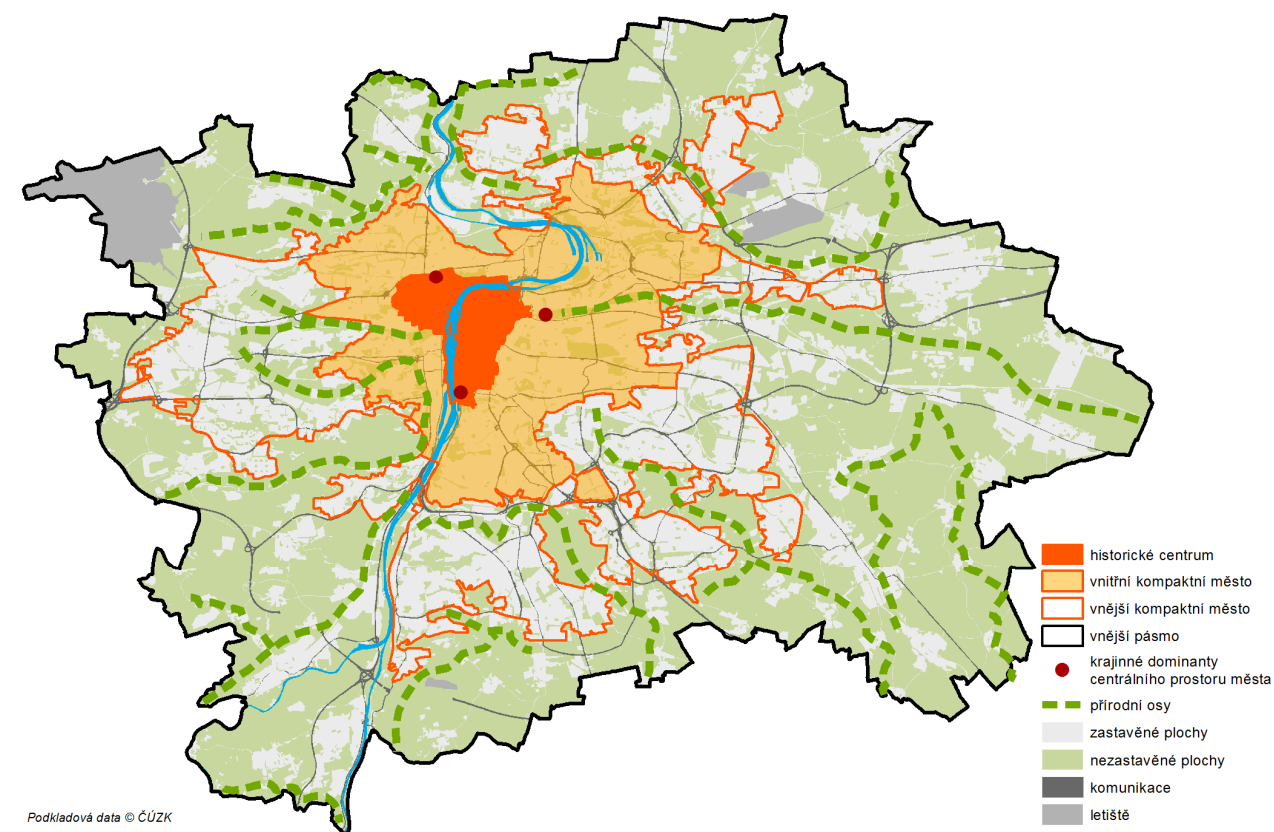 historické centrum
vnitřní kompaktní město
vnější kompaktní město
vnější pásmo
krajinné dominanty
centrálního prostoru města
přírodní osy
zastavěné plochy
nezastavěné plochy
komunikace
letiště
Podkladová data © ČÚZK